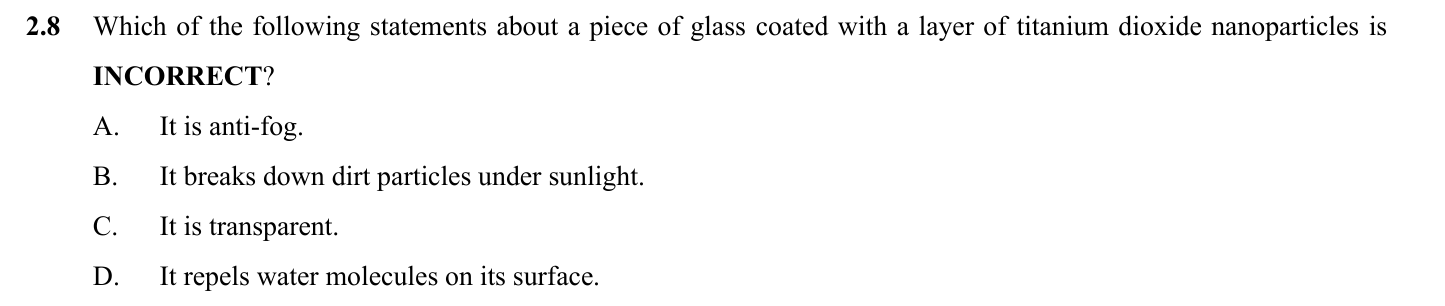 2.8 Which of the following statements about a piece of glass coated with a layer of titanium dioxide nanoparticles is
INCORRECT?
A. It is anti-fog.
B. It breaks down dirt particles under sunlight.
C. It is transparent.
D. It repels water molecules on its surface.